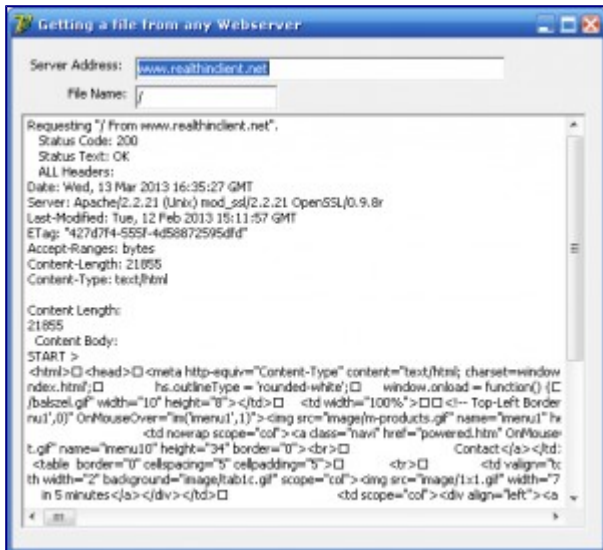 Getting a file from any Webserver
Server Address: www.realthinclient.net
File Name: /
Requesting "/ From www.realthinclient.net".
Status Code: 200
Status Text: OK
ALL Headers:
Date: Wed, 13 Mar 2013 16:35:27 GMT
Server: Apache/2.2.21 (Unix) mod_ssl/2.2.21 OpenSSL/0.9.8r
Last-Modified: Tue, 12 Feb 2013 15:11:57 GMT
ETag: "427d7f4-555f-4d58872595dfd"
Accept-Ranges: bytes
Content-Length: 21855
Content-Type: text/html
Content Length:
21855
Content Body:
START >
<html>□ <head>□ <meta http-equiv="Content-Type" content="text/html; charset=window
ndex.html';□ hs.outlineType = 'rounded-white';□ window.onload = function() {□
/balszel.gif" width="10" height="8"></td>□ <td width="100%">□□<!-- Top-Left Border
nu1',0)" OnMouseOver="im('menu1',1)"><img src="image/m-products.gif" name="menu1" he
<td nowrap scope="col"><a class="navi" href="powered.htm" OnMouse
t.gif" name="menu10" height="34" border="0"><br>□ Contact</a></td>
<table border="0" cellspacing="5" cellpadding="5">□ <tr>□ <td valign="to
th width="2" background="image/tab1c.gif" scope="col"><img src="image/1x1.gif" width="7
in 5 minutes</a></div></td>□ <td scope="col"><div align="left"><a